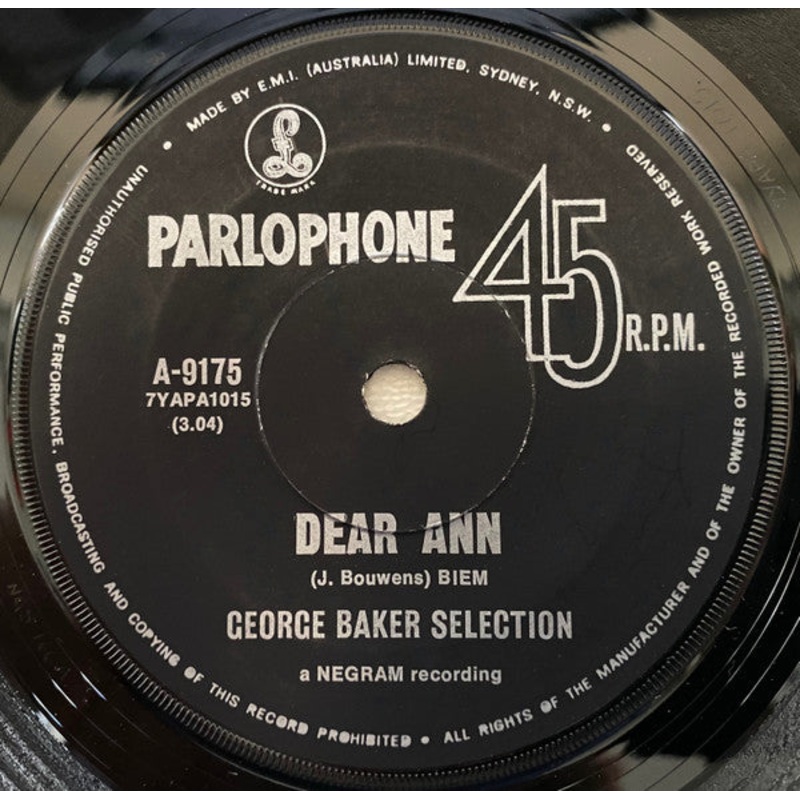 MADE BY E.M.I. (AUSTRALIA) LIMITED, SYDNEY, N.S.W. •
£
TRADE MARK
PARLOPHONE
45 R.P.M.
A-9175
7YAPA1015
(3.04)
DEAR ANN
(J. Bouwens) BIEM
GEORGE BAKER SELECTION
a NEGRAM recording
UNAUTHORISED PUBLIC PERFORMANCE, BROADCASTING AND COPYING OF THIS RECORD PROHIBITED • ALL RIGHTS OF THE MANUFACTURER AND OF THE OWNER OF THE RECORDED WORK RESERVED